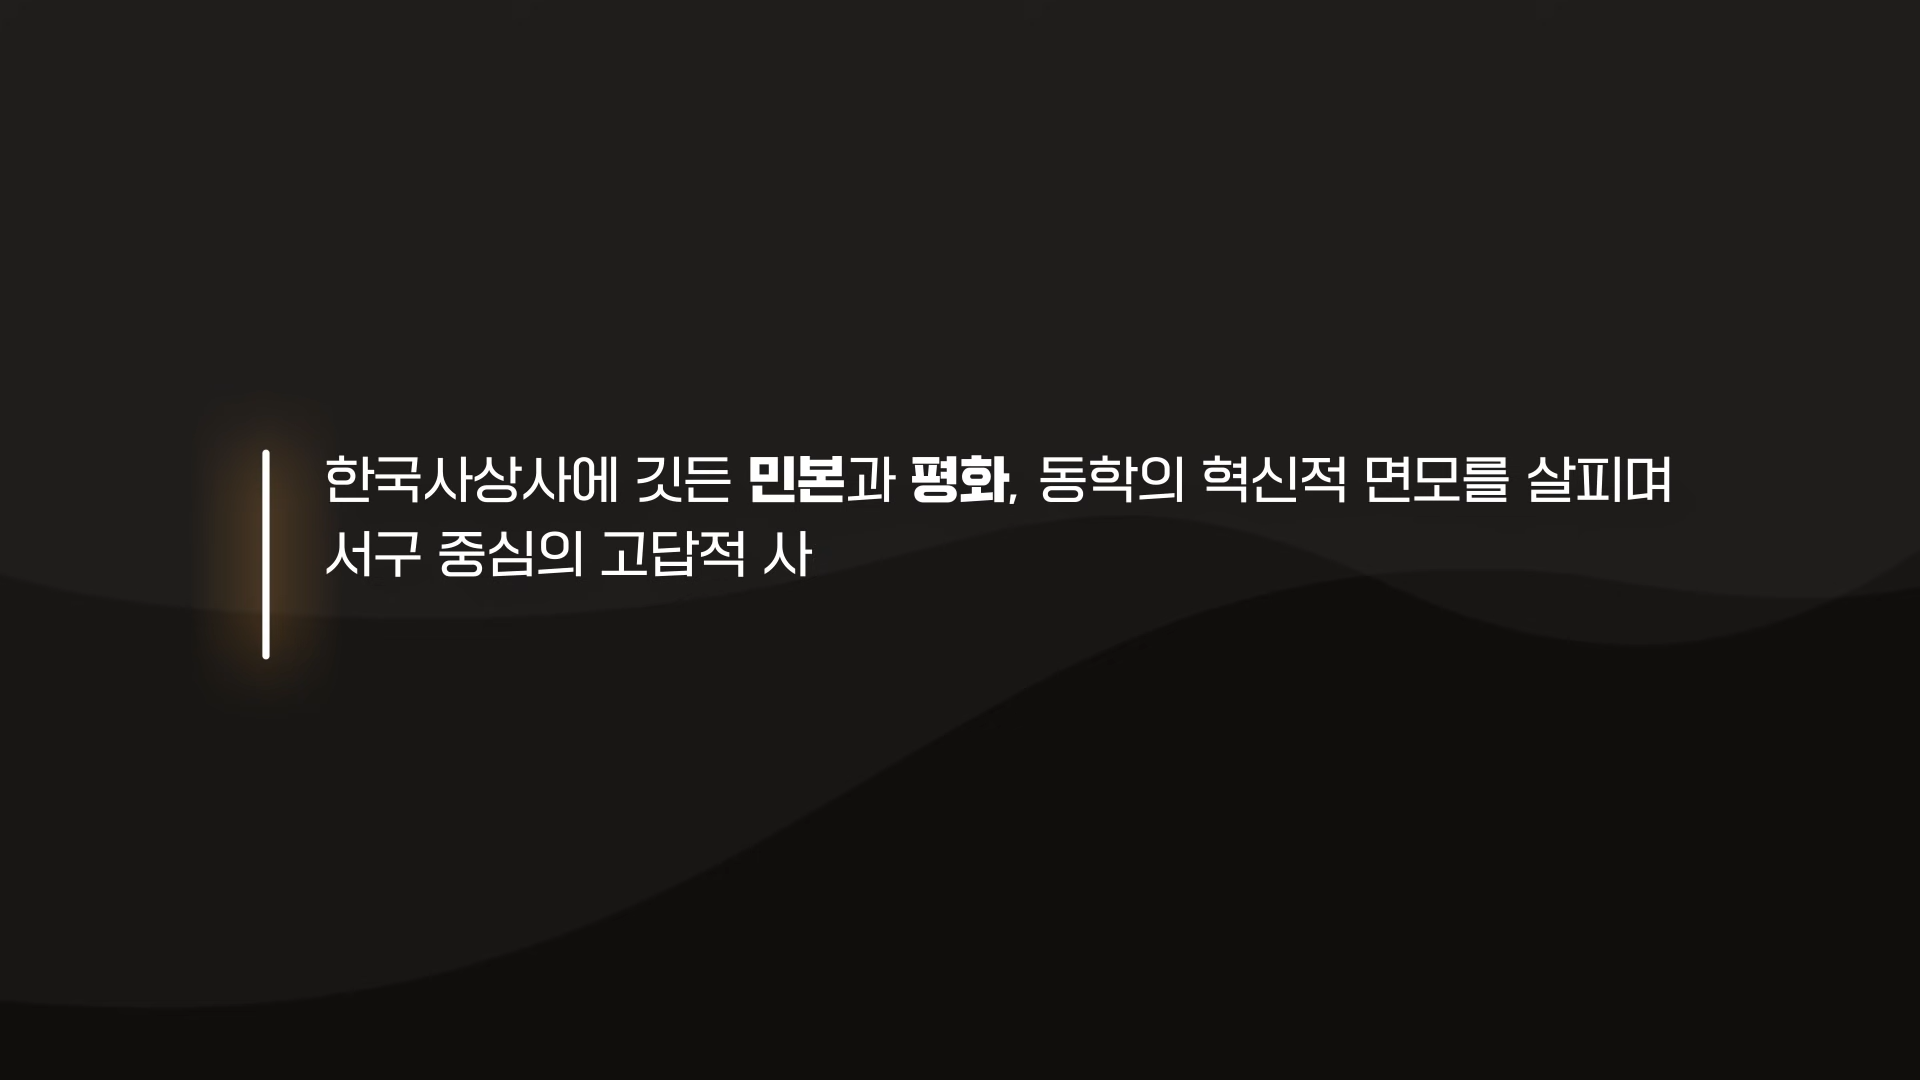 한국사상사에 깃든 민본과 평화, 동학의 혁신적 면모를 살피며
서구 중심의 고답적 사